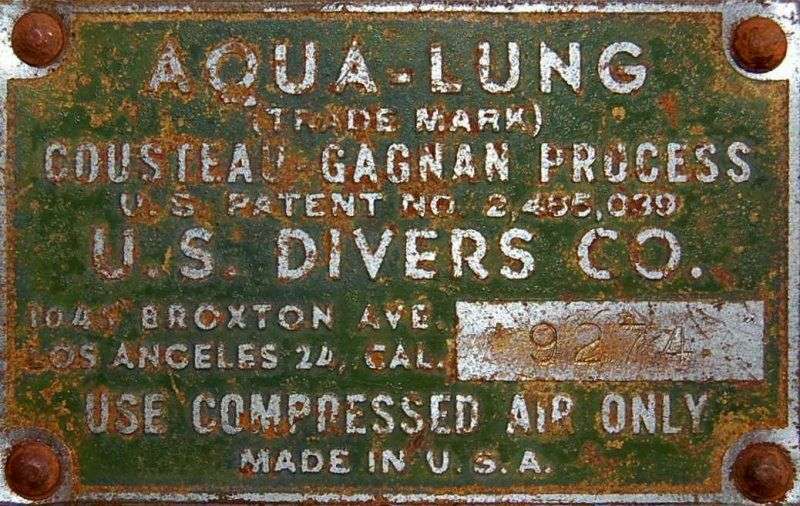 AQUA-LUNG
(TRADE MARK)
COUSTEAU-GAGNAN PROCESS
U.S. PATENT NO. 2,485,039
U.S. DIVERS CO.
BROXTON AVE.
LOS ANGELES 24, CAL.
9274
USE COMPRESSED AIR ONLY
MADE IN U.S.A.